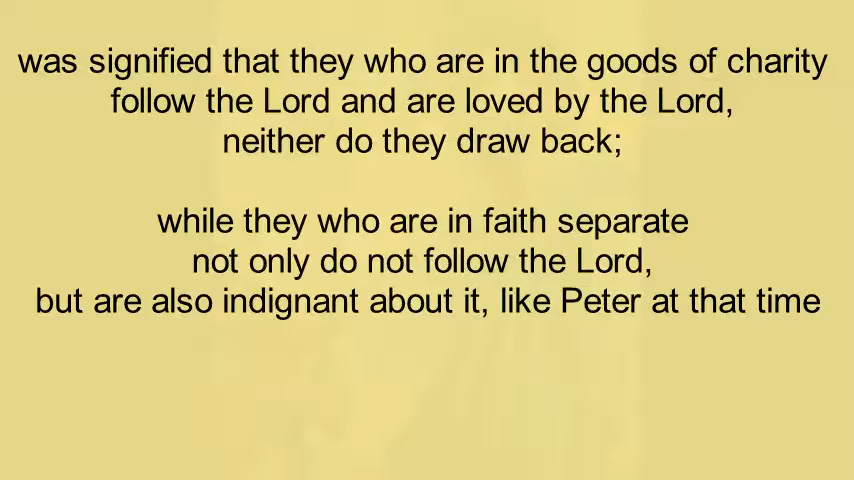 was signified that they who are in the goods of charity
follow the Lord and are loved by the Lord,
neither do they draw back;
while they who are in faith separate
not only do not follow the Lord,
but are also indignant about it, like Peter at that time